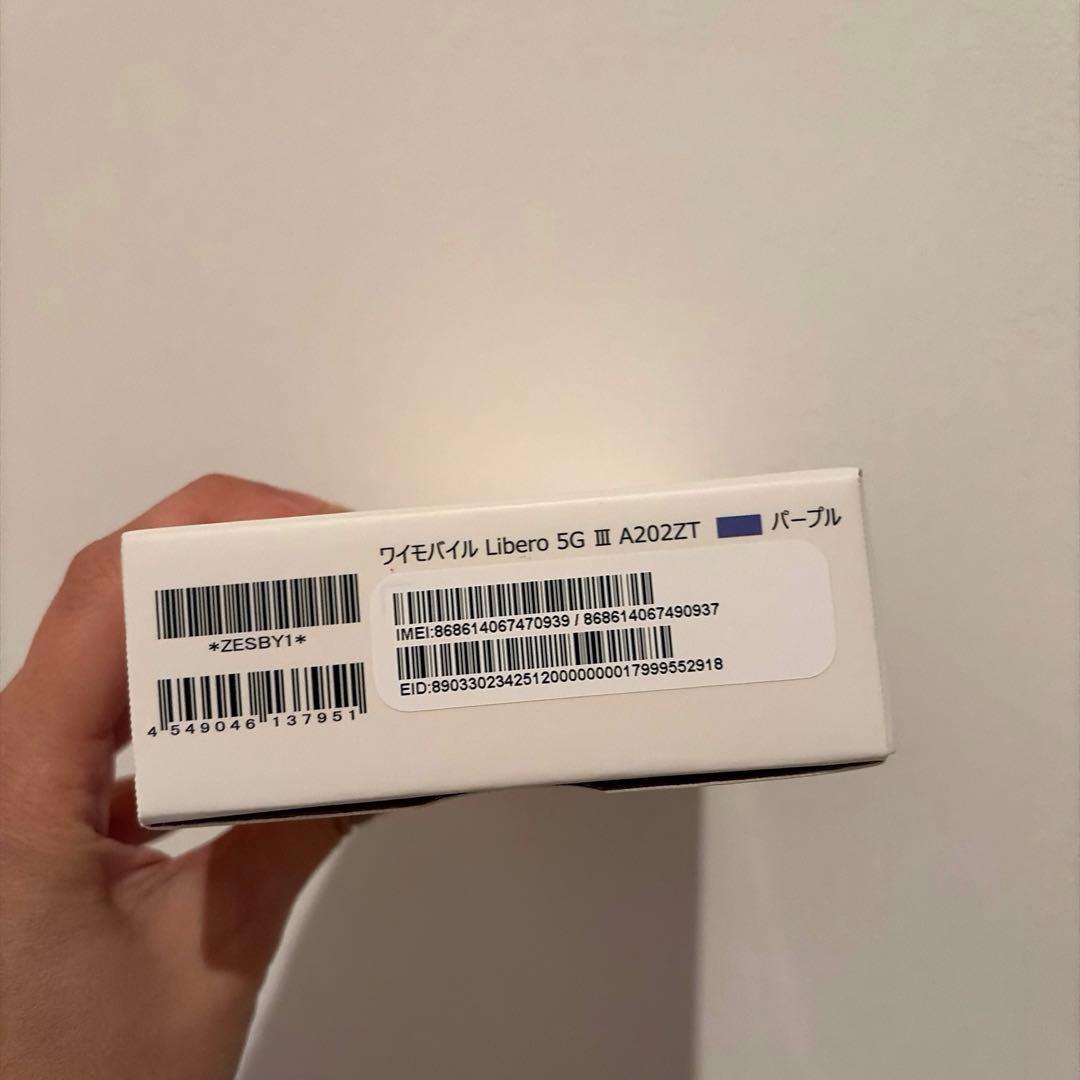 ワイモバイル Libero 5G Ⅲ A202ZT パープル
*ZESBY1*
4 549046 137951
IMEI:868614067470939 / 868614067490937
EID:89033023425120000000017999552918